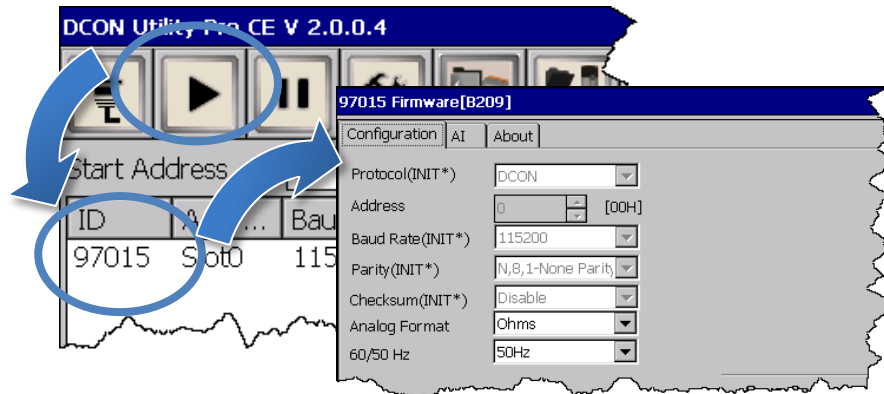 DCON Utility Pro CE V 2.0.0.4
Start Address
ID A... Bau
97015 Slot0 115
97015 Firmware[B209]
Configuration AI About
Protocol(INIT*) DCON
Address 0 [00H]
Baud Rate(INIT*) 115200
Parity(INIT*) N,8,1-None Parity
Checksum(INIT*) Disable
Analog Format Ohms
60/50 Hz 50Hz